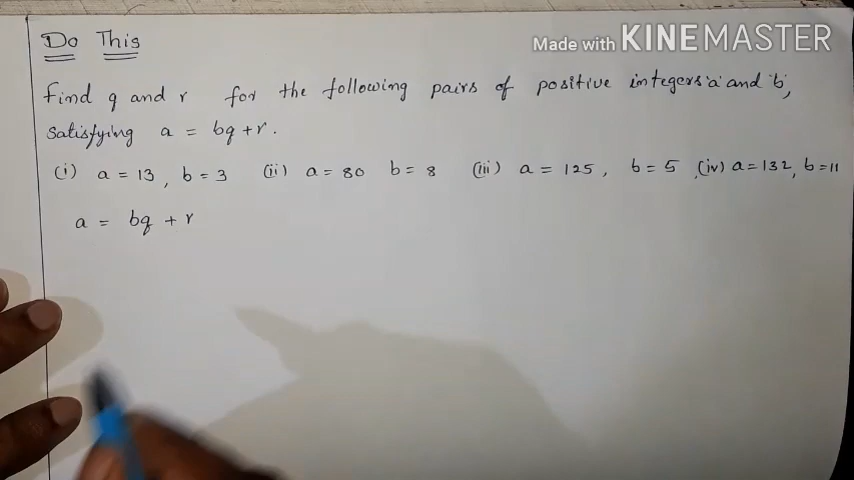 Do This
Made with KINEMASTER
Find q and r for the following pairs of positive integers 'a' and 'b',
satisfying a = bq + r.
(i) a = 13, b = 3 (ii) a = 80 b = 8 (iii) a = 125, b = 5, (iv) a = 132, b = 11
a = bq + r